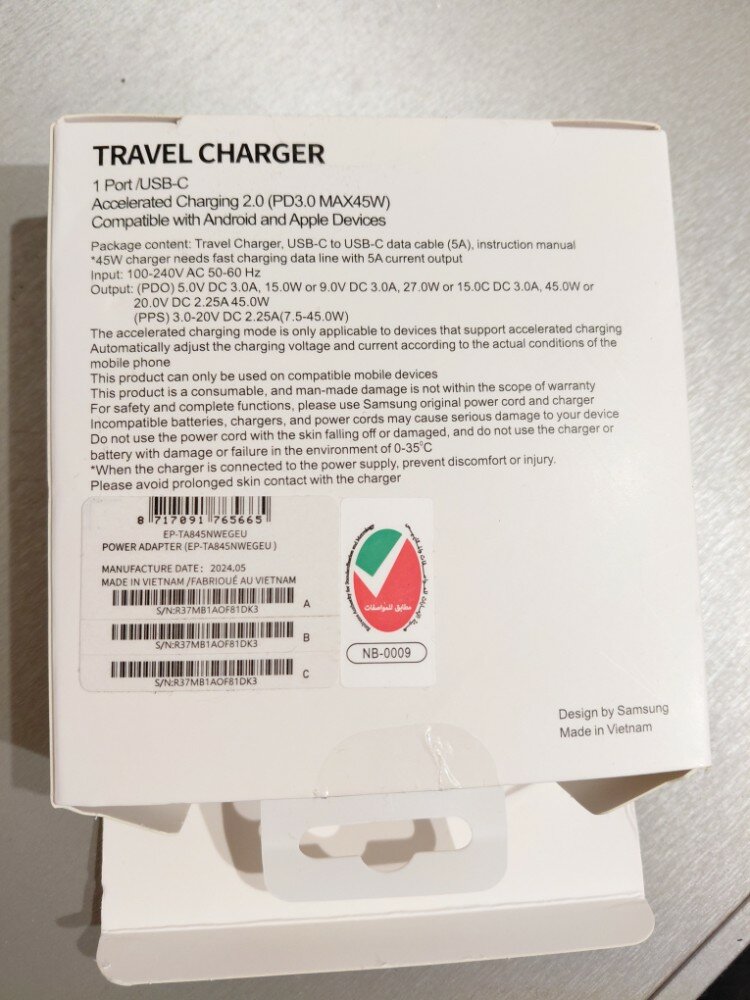 TRAVEL CHARGER
1 Port /USB-C
Accelerated Charging 2.0 (PD3.0 MAX45W)
Compatible with Android and Apple Devices
Package content: Travel Charger, USB-C to USB-C data cable (5A), instruction manual
*45W charger needs fast charging data line with 5A current output
Input: 100-240V AC 50-60 Hz
Output: (PDO) 5.0V DC 3.0A, 15.0W or 9.0V DC 3.0A, 27.0W or 15.0C DC 3.0A, 45.0W or
20.0V DC 2.25A 45.0W
(PPS) 3.0-20V DC 2.25A(7.5-45.0W)
The accelerated charging mode is only applicable to devices that support accelerated charging
Automatically adjust the charging voltage and current according to the actual conditions of the
mobile phone
This product can only be used on compatible mobile devices
This product is a consumable, and man-made damage is not within the scope of warranty
For safety and complete functions, please use Samsung original power cord and charger
Incompatible batteries, chargers, and power cords may cause serious damage to your device
Do not use the power cord with the skin falling off or damaged, and do not use the charger or
battery with damage or failure in the environment of 0-35°C
*When the charger is connected to the power supply, prevent discomfort or injury.
Please avoid prolonged skin contact with the charger
8 717091 765665
EP-TA845NWEGEU
POWER ADAPTER (EP-TA845NWEGEU )
MANUFACTURE DATE: 2024.05
MADE IN VIETNAM /FABRIOUÉ AU VIETNAM
S/N:R37MB1AOF81DK3 A
S/N:R37MB1AOF81DK3 B
S/N:R37MB1AOF81DK3 C
مطابق للمواصفات
NB-0009
Design by Samsung
Made in Vietnam